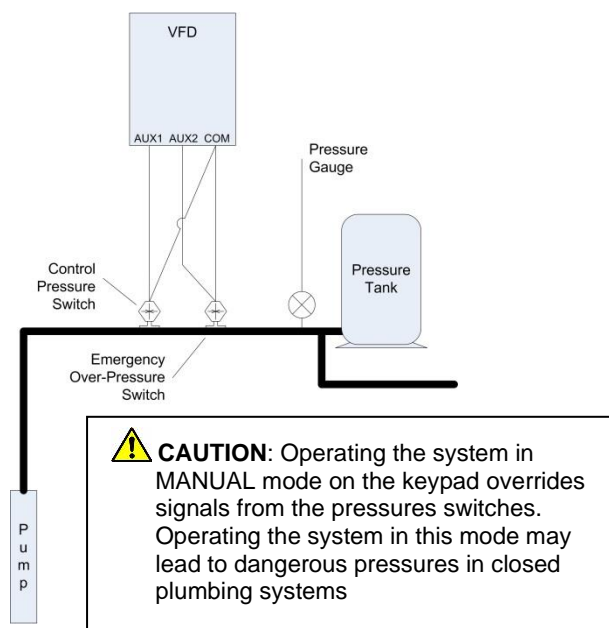 VFD
AUX1 AUX2 COM
Pressure
Gauge
Control
Pressure
Switch
Pressure
Tank
Emergency
Over-Pressure
Switch
CAUTION: Operating the system in
MANUAL mode on the keypad overrides
signals from the pressures switches.
Operating the system in this mode may
lead to dangerous pressures in closed
plumbing systems
P
u
m
p